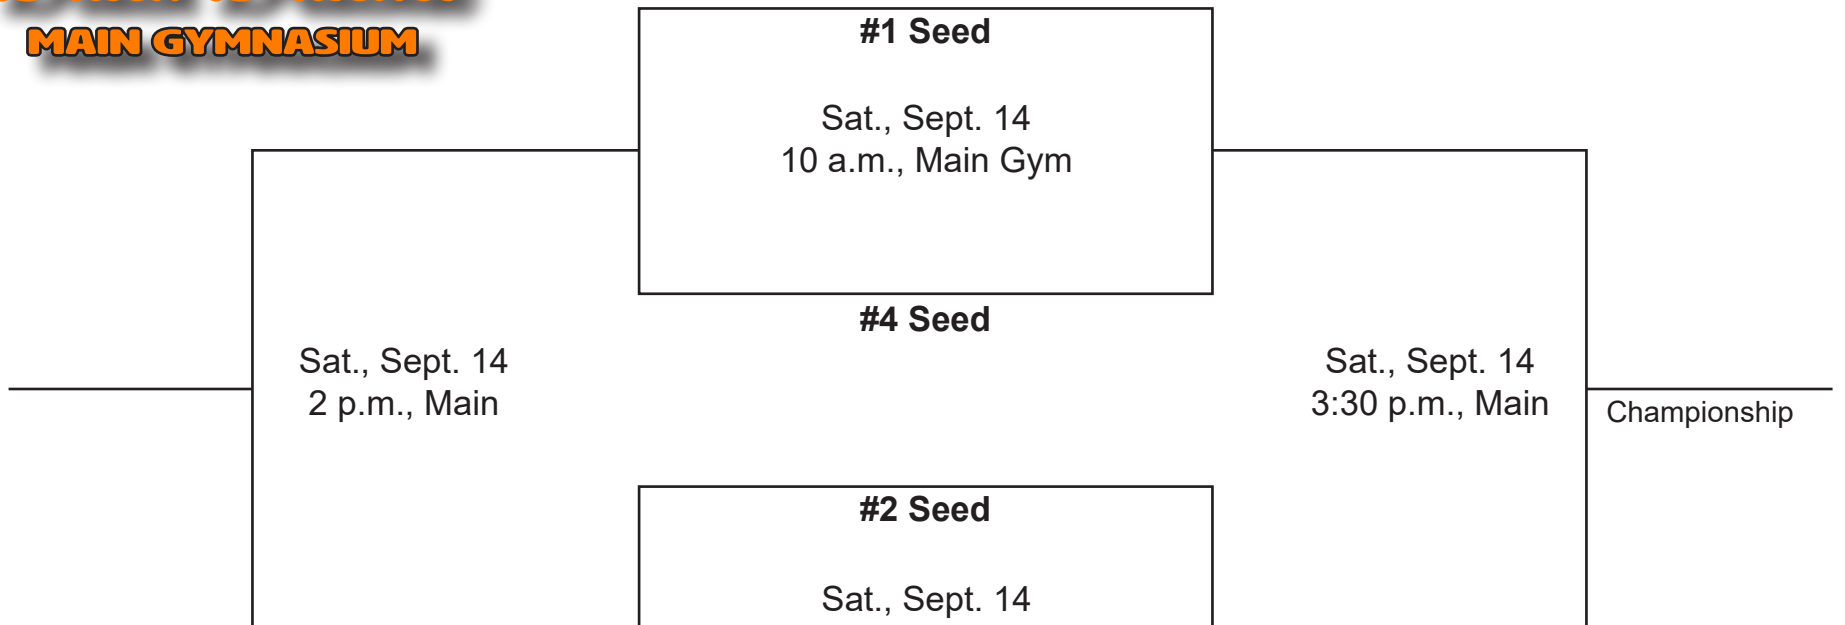 MAIN GYMNASIUM
#1 Seed
Sat., Sept. 14
10 a.m., Main Gym
#4 Seed
Sat., Sept. 14
2 p.m., Main
Sat., Sept. 14
3:30 p.m., Main
Championship
#2 Seed
Sat., Sept. 14